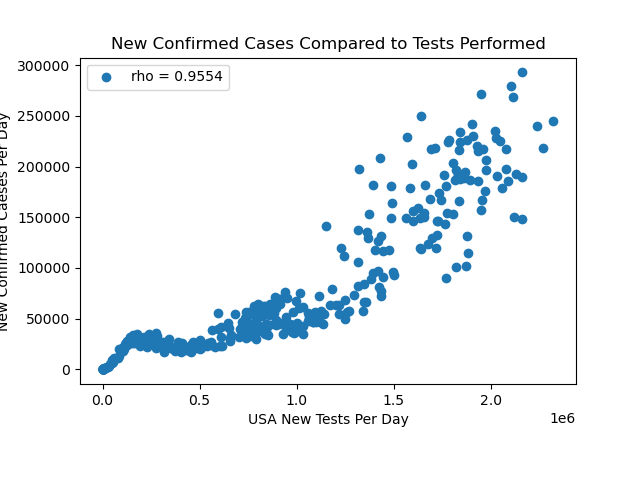 New Confirmed Cases Compared to Tests Performed
rho = 0.9554
300000
250000
200000
150000
100000
50000
0
New Confirmed Caeses Per Day
0.0
0.5
1.0
1.5
2.0
1e6
USA New Tests Per Day